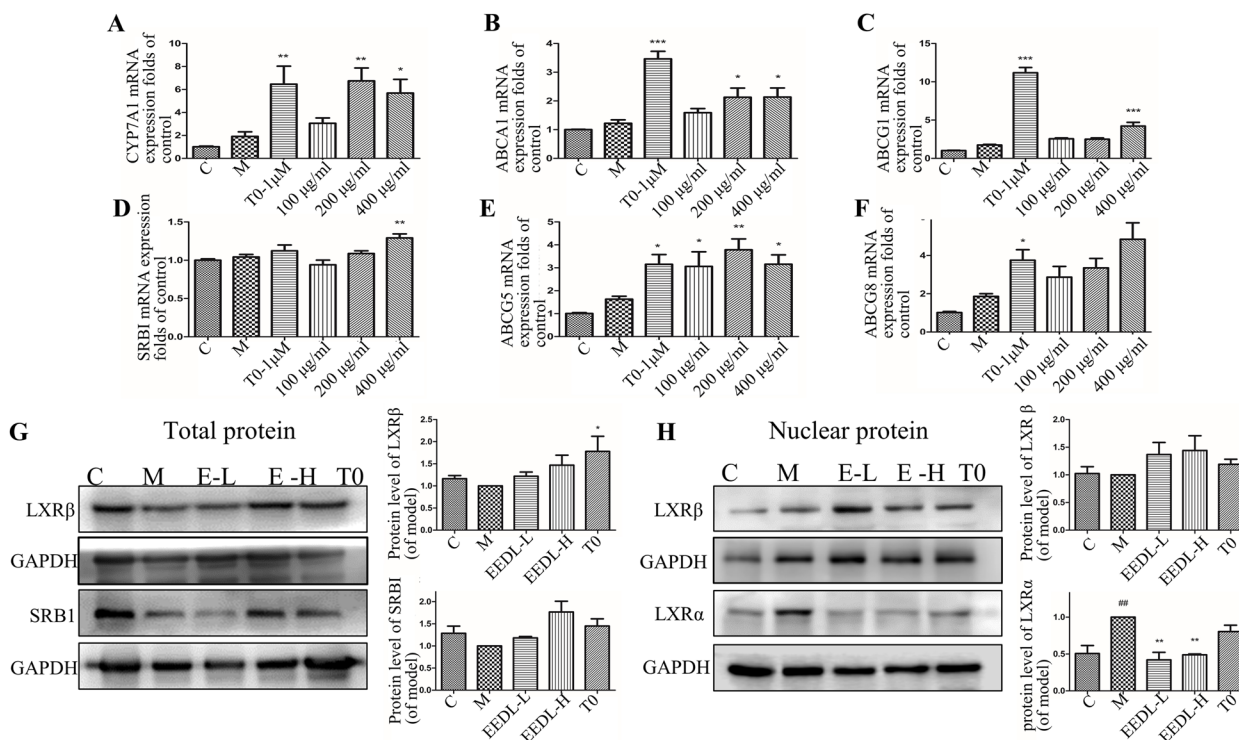 A
CYP7A1 mRNA
expression folds of
control
10
8
6
4
2
0
**
**
*
C
M
T0-1μM
100 μg/ml
200 μg/ml
400 μg/ml
B
ABCA1 mRNA
expression folds of
control
4
3
2
1
0
***
*
*
C
M
T0-1μM
100 μg/ml
200 μg/ml
400 μg/ml
C
ABCG1 mRNA
expression folds of
control
15
10
5
0
***
***
C
M
T0-1μM
100 μg/ml
200 μg/ml
400 μg/ml
D
SRBI mRNA expression
folds of control
1.5
1.0
0.5
0.0
**
C
M
T0-1μM
100 μg/ml
200 μg/ml
400 μg/ml
E
ABCG5 mRNA
expression folds of
control
5
4
3
2
1
0
*
*
**
*
C
M
T0-1μM
100 μg/ml
200 μg/ml
400 μg/ml
F
ABCG8 mRNA
expression folds of
control
6
4
2
0
*
C
M
T0-1μM
100 μg/ml
200 μg/ml
400 μg/ml
G
Total protein
C M E-L E -H T0
LXRβ
GAPDH
SRB1
GAPDH
Protein level of LXRβ
(of model)
2.5
2.0
1.5
1.0
0.5
0.0
*
C
M
EEDL-L
EEDL-H
T0
Protein level of SRBI
(of model)
2.5
2.0
1.5
1.0
0.5
0.0
C
M
EEDL-L
EEDL-H
T0
H
Nuclear protein
C M E-L E -H T0
LXRβ
GAPDH
LXRα
GAPDH
Protein level of LXR β
(of model)
2.5
2.0
1.5
1.0
0.5
0.0
C
M
EEDL-L
EEDL-H
T0
protein level of LXRα
(of model)
1.5
1.0
0.5
0.0
##
**
**
C
M
EEDL-L
EEDL-H
T0